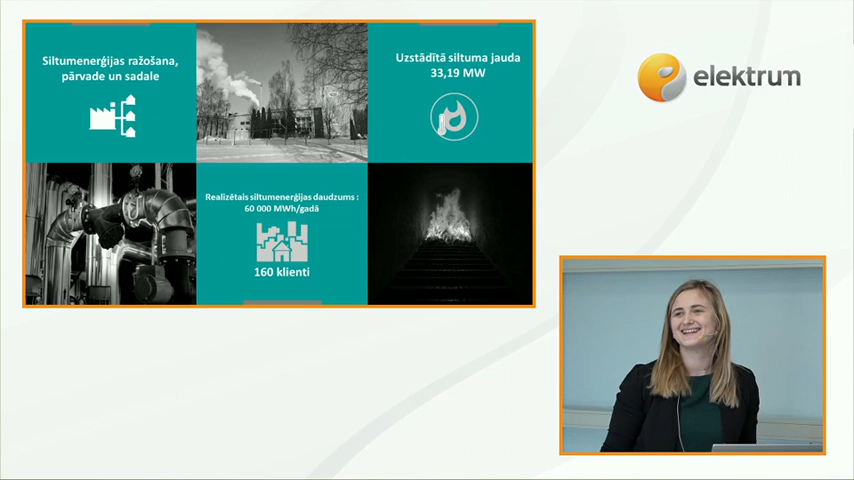 Siltumenerģijas ražošana,
pārvade un sadale
Uzstādītā siltuma jauda
33,19 MW
elektrum
Realizētais siltumenerģijas daudzums :
60 000 MWh/gadā
160 klienti